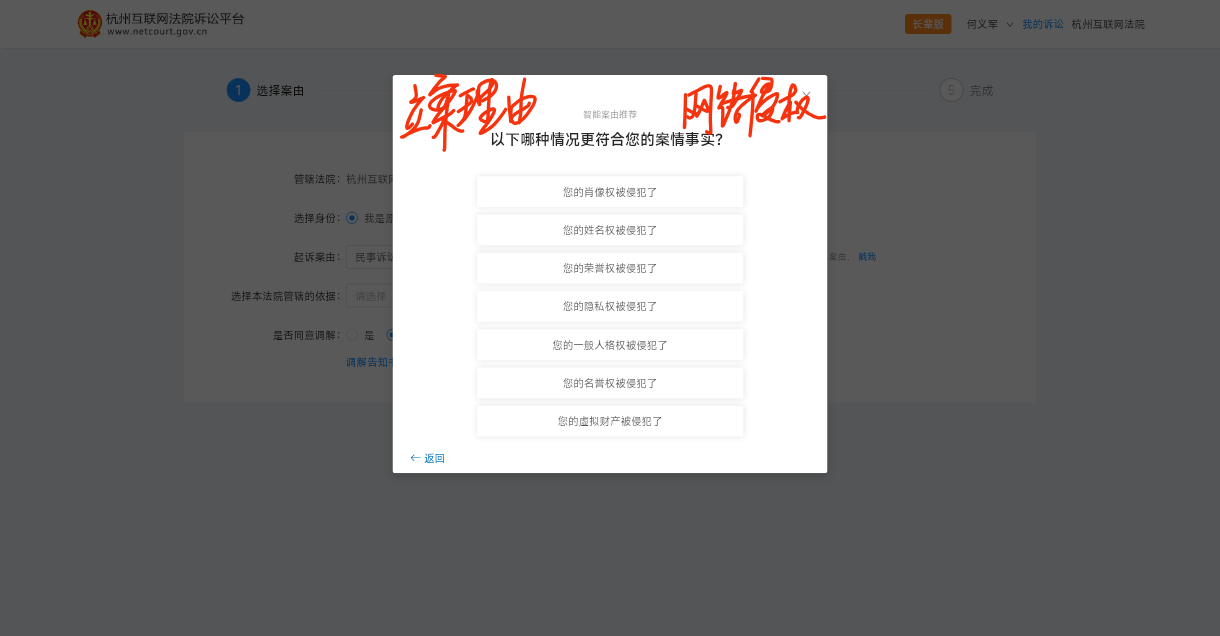 杭州互联网法院诉讼平台
www.netcourt.gov.cn
长辈版 何义军 我的诉讼 杭州互联网法院
1 选择案由
5 完成
立案理由 网络侵权
智能案由推荐
以下哪种情况更符合您的案情事实?
管辖法院: 杭州互联网
您的肖像权被侵犯了
选择身份: 我是原
您的姓名权被侵犯了
起诉案由: 民事诉讼
您的荣誉权被侵犯了
案由, 戳我
选择本法院管辖的依据: 请选择
您的隐私权被侵犯了
是否同意调解: 是
您的一般人格权被侵犯了
调解告知书
您的名誉权被侵犯了
您的虚拟财产被侵犯了
← 返回